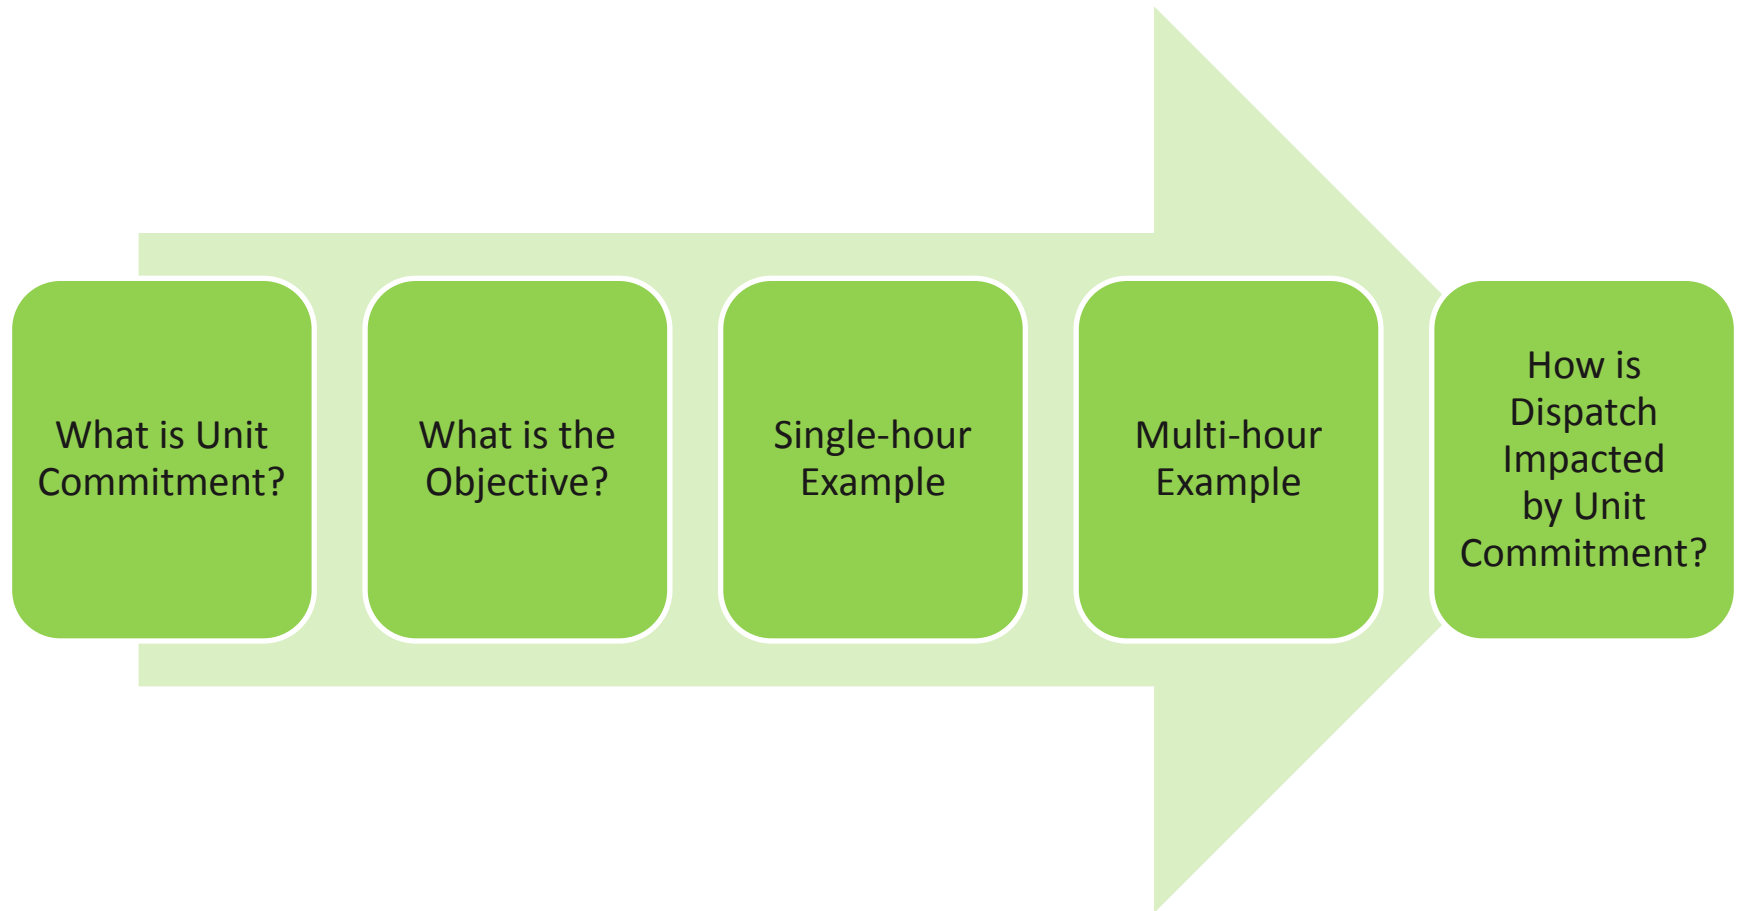 What is Unit
Commitment?
What is the
Objective?
Single-hour
Example
Multi-hour
Example
How is
Dispatch
Impacted
by Unit
Commitment?